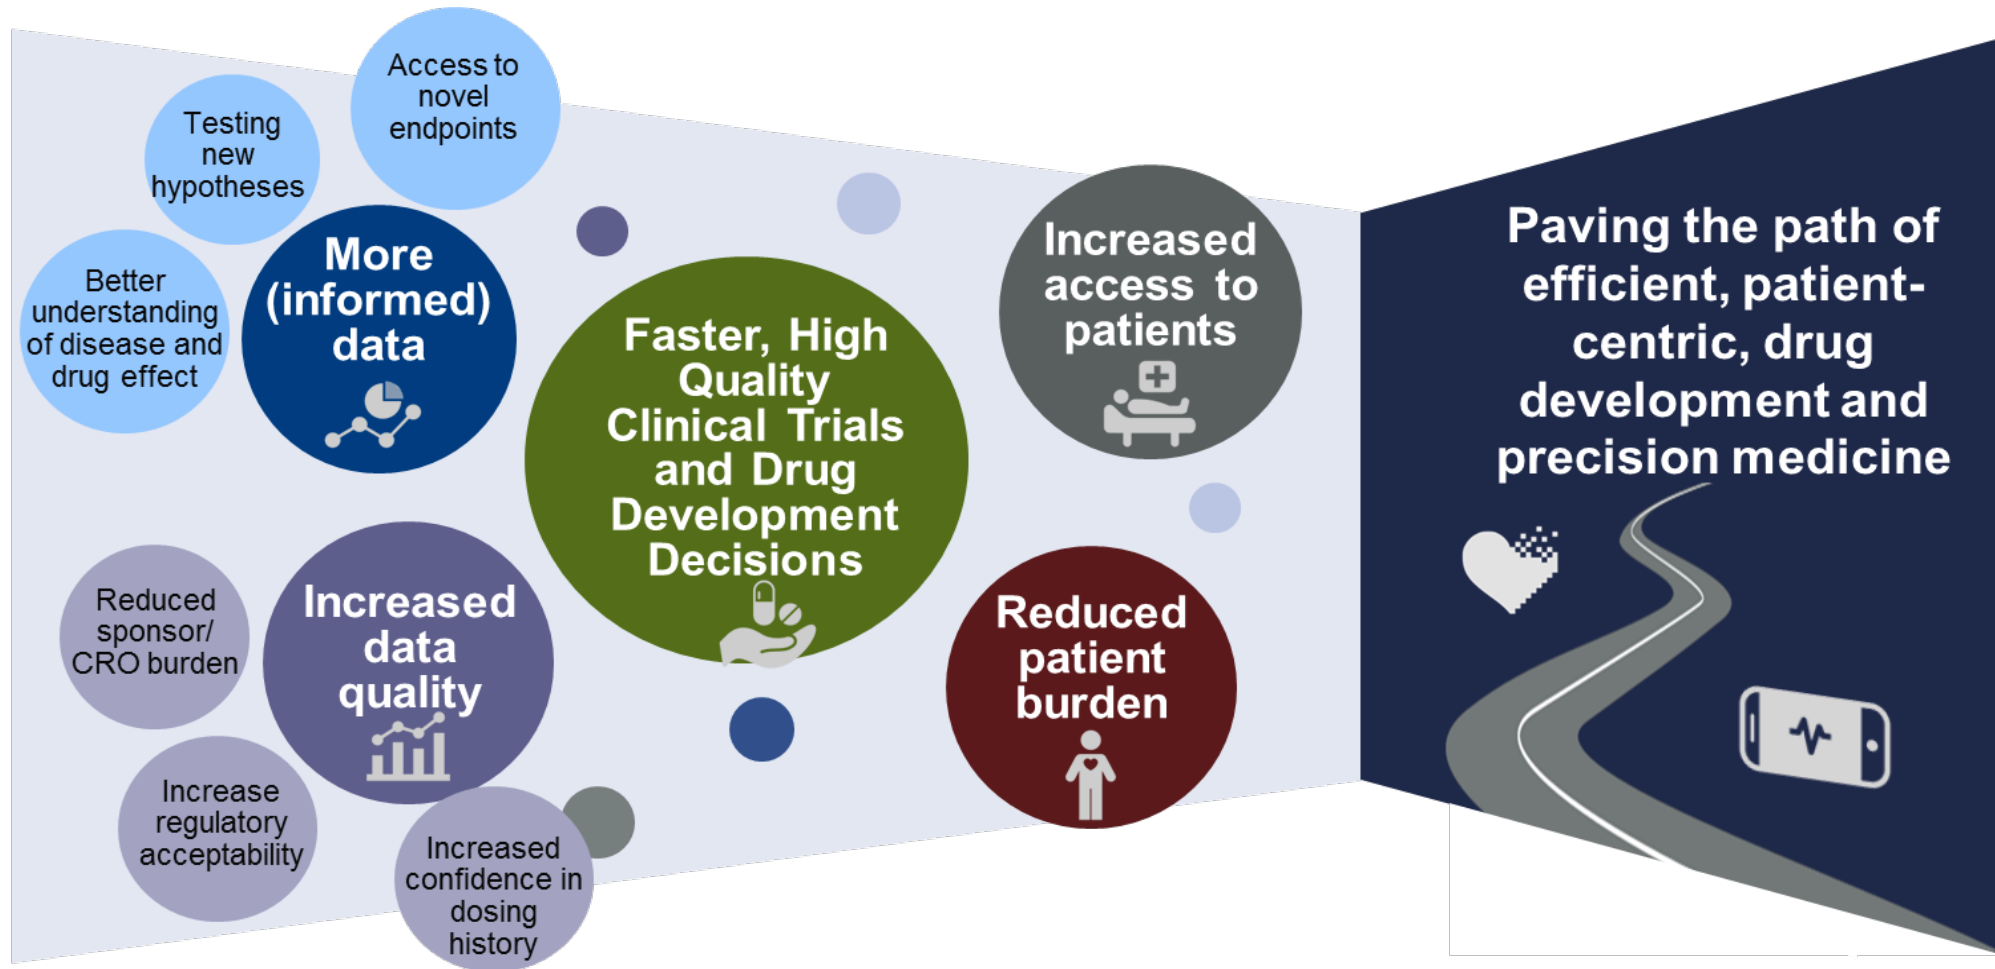 Access to
novel
endpoints
Testing
new
hypotheses
Better
understanding
of disease and
drug effect
More
(informed)
data
Faster, High
Quality
Clinical Trials
and Drug
Development
Decisions
Increased
access to
patients
Reduced
sponsor/
CRO burden
Increased
data
quality
Increase
regulatory
acceptability
Increased
confidence in
dosing
history
Reduced
patient
burden
Paving the path of
efficient, patient-
centric, drug
development and
precision medicine